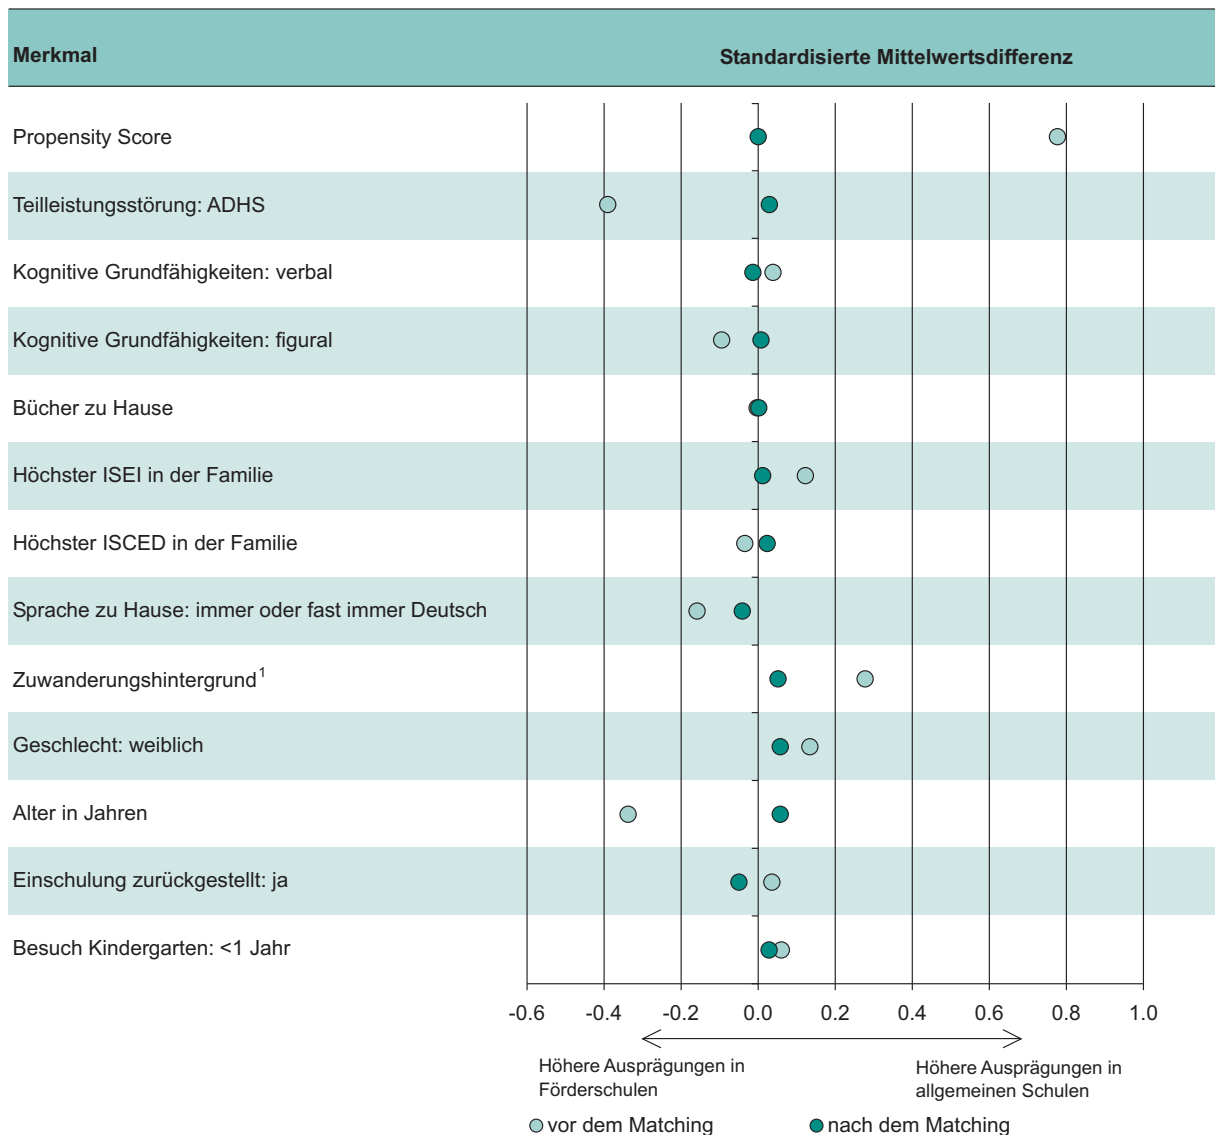 Merkmal
Standardisierte Mittelwertsdifferenz
Propensity Score
Teilleistungsstörung: ADHS
Kognitive Grundfähigkeiten: verbal
Kognitive Grundfähigkeiten: figural
Bücher zu Hause
Höchster ISEI in der Familie
Höchster ISCED in der Familie
Sprache zu Hause: immer oder fast immer Deutsch
Zuwanderungshintergrund¹
Geschlecht: weiblich
Alter in Jahren
Einschulung zurückgestellt: ja
Besuch Kindergarten: <1 Jahr
-0.6 -0.4 -0.2 0.0 0.2 0.4 0.6 0.8 1.0
Höhere Ausprägungen in
Förderschulen
Höhere Ausprägungen in
allgemeinen Schulen
vor dem Matching
nach dem Matching